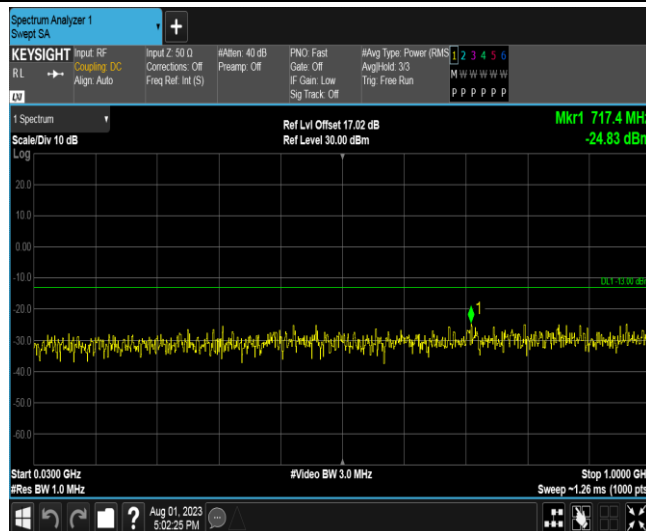 Spectrum Analyzer 1
Swept SA
+
KEYSIGHT
RL
LXI
Input: RF
Coupling: DC
Align: Auto
Input Z: 50 Ω
Corrections: Off
Freq Ref: Int (S)
#Atten: 40 dB
Preamp: Off
PNO: Fast
Gate: Off
IF Gain: Low
Sig Track: Off
#Avg Type: Power (RMS
Avg|Hold: 3/3
Trig: Free Run
1 2 3 4 5 6
M W W W W W
P P P P P P
1 Spectrum
Scale/Div 10 dB
Log
Ref Lvl Offset 17.02 dB
Ref Level 30.00 dBm
Mkr1 717.4 MHz
-24.83 dBm
20.0
10.0
0.00
-10.0
-20.0
-30.0
-40.0
-50.0
-60.0
DL1 -13.00 dBm
1
Start 0.0300 GHz
#Res BW 1.0 MHz
#Video BW 3.0 MHz
Stop 1.0000 GH
Sweep ~1.26 ms (1000 pts
?
Aug 01, 2023
5:02:25 PM